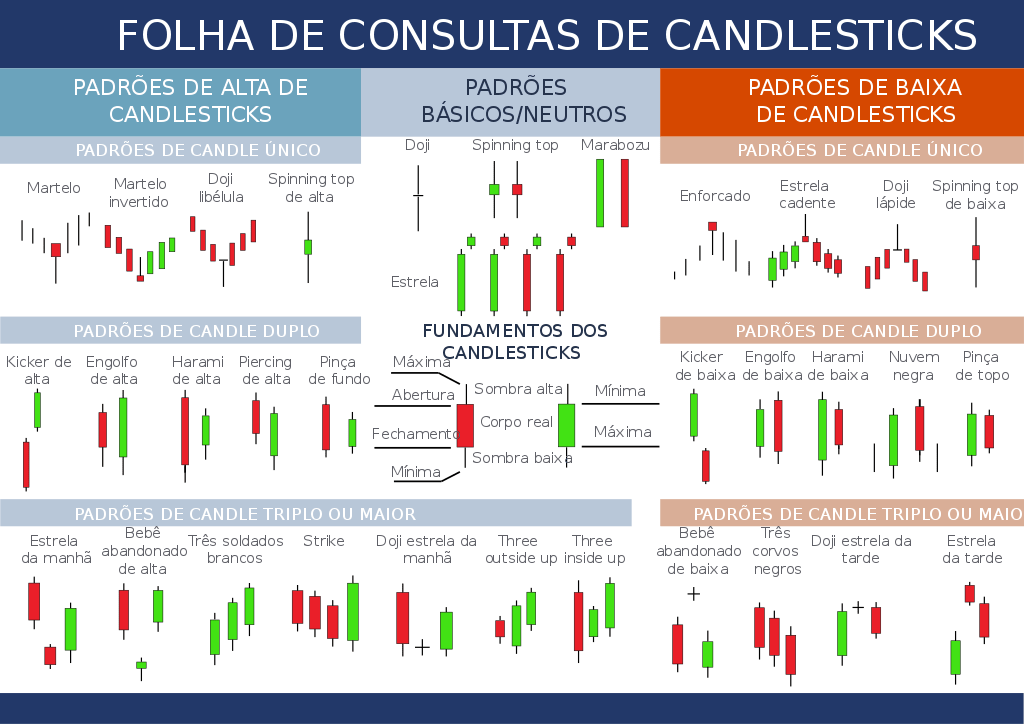 FOLHA DE CONSULTAS DE CANDLESTICKS
PADRÕES DE ALTA DE
CANDLESTICKS
PADRÕES DE CANDLE ÚNICO
Martelo
Martelo
invertido
Doji
libélula
Spinning top
de alta
PADRÕES DE CANDLE DUPLO
Kicker de
alta
Engolfo
de alta
Harami
de alta
Piercing
de alta
Pinça
de fundo
PADRÕES DE CANDLE TRIPLO OU MAIOR
Estrela
da manhã
Bebê
abandonado
de alta
Três soldados
brancos
Strike
Doji estrela da
manhã
Three
outside up
Three
inside up
PADRÕES
BÁSICOS/NEUTROS
Doji
Spinning top
Marabozu
Estrela
FUNDAMENTOS DOS
CANDLESTICKS
Máxima
Abertura
Fechamento
Mínima
Sombra alta
Corpo real
Sombra baixa
Mínima
Máxima
PADRÕES DE BAIXA
DE CANDLESTICKS
PADRÕES DE CANDLE ÚNICO
Enforcado
Estrela
cadente
Doji
lápide
Spinning top
de baixa
PADRÕES DE CANDLE DUPLO
Kicker
de baixa
Engolfo
de baixa
Harami
de baixa
Nuvem
negra
Pinça
de topo
PADRÕES DE CANDLE TRIPLO OU MAIO
Bebê
abandonado
de baixa
Três
corvos
negros
Doji estrela da
tarde
Estrela
da tarde